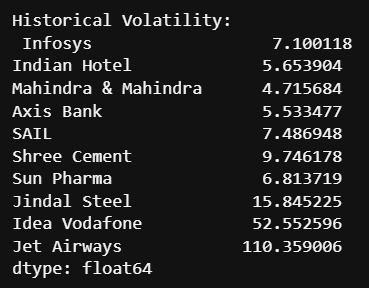 Historical Volatility:
Infosys 7.100118
Indian Hotel 5.653904
Mahindra & Mahindra 4.715684
Axis Bank 5.533477
SAIL 7.486948
Shree Cement 9.746178
Sun Pharma 6.813719
Jindal Steel 15.845225
Idea Vodafone 52.552596
Jet Airways 110.359006
dtype: float64